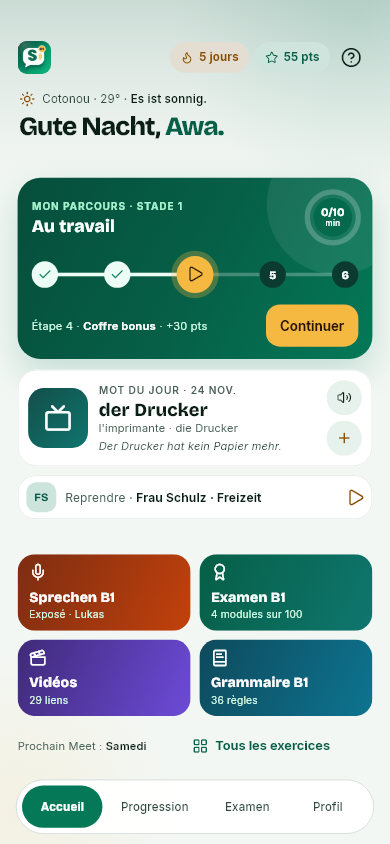 S
5 jours
55 pts
?
Cotonou · 29° · Es ist sonnig.
Gute Nacht, Awa.
MON PARCOURS · STADE 1
Au travail
0/10
min
5
6
Étape 4 · Coffre bonus · +30 pts
Continuer
MOT DU JOUR · 24 NOV.
der Drucker
l'imprimante · die Drucker
Der Drucker hat kein Papier mehr.
FS
Reprendre · Frau Schulz · Freizeit
Sprechen B1
Exposé · Lukas
Examen B1
4 modules sur 100
Vidéos
29 liens
Grammaire B1
36 règles
Prochain Meet : Samedi
Tous les exercices
Accueil
Progression
Examen
Profil